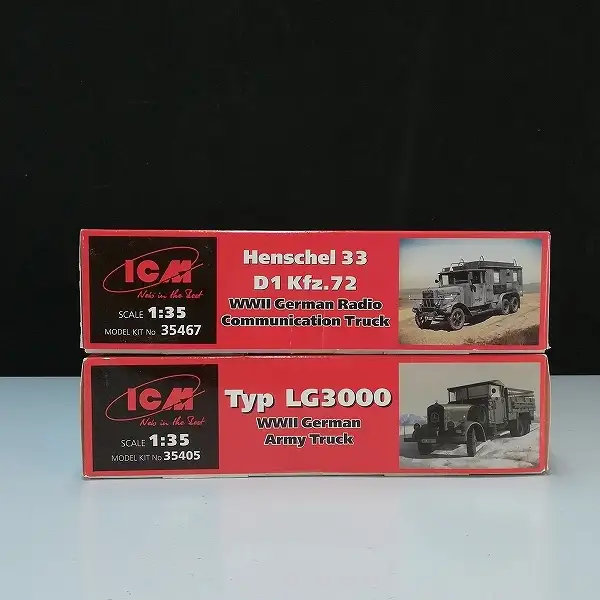 ICM
New in the Best
SCALE 1:35
MODEL KIT No 35467
Henschel 33
D1 Kfz.72
WWII German Radio
Communication Truck
ICM
New in the Best
SCALE 1:35
MODEL KIT No 35405
Typ LG3000
WWII German
Army Truck